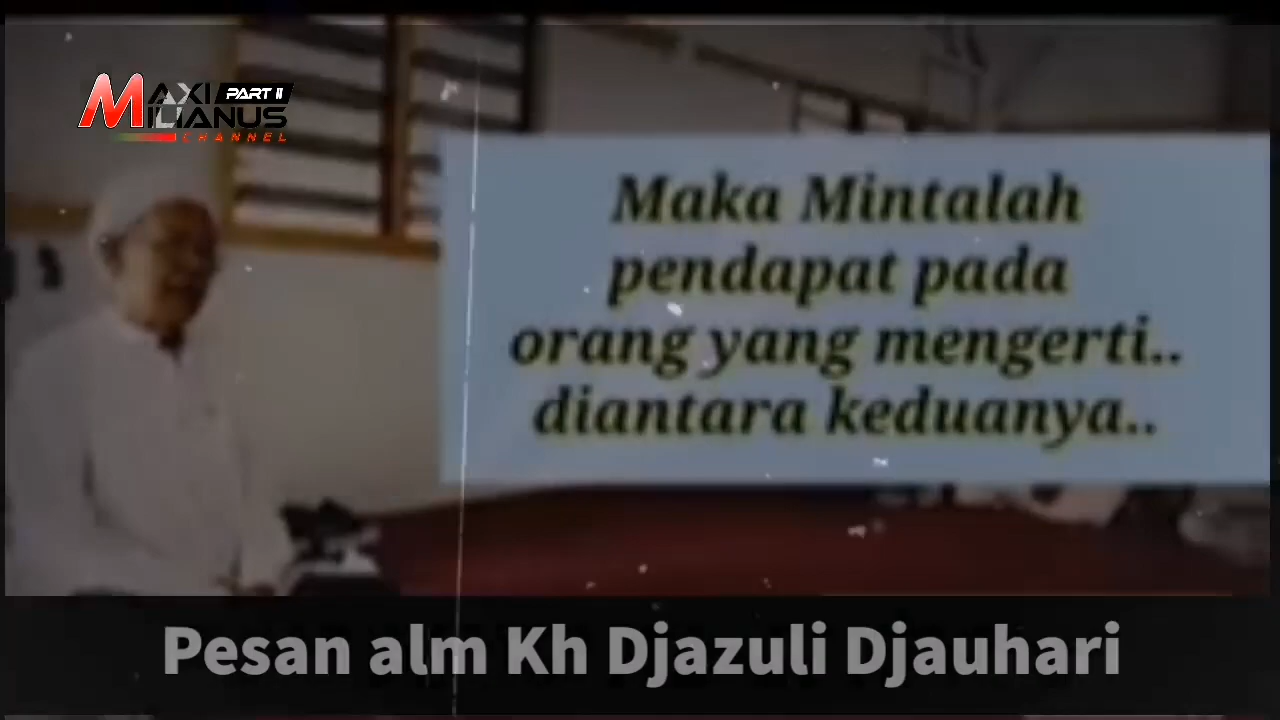 MAXI PART II
MILIANUS
CHANNEL
Maka Mintalah
pendapat pada
orang yang mengerti..
diantara keduanya..
Pesan alm Kh Djazuli Djauhari